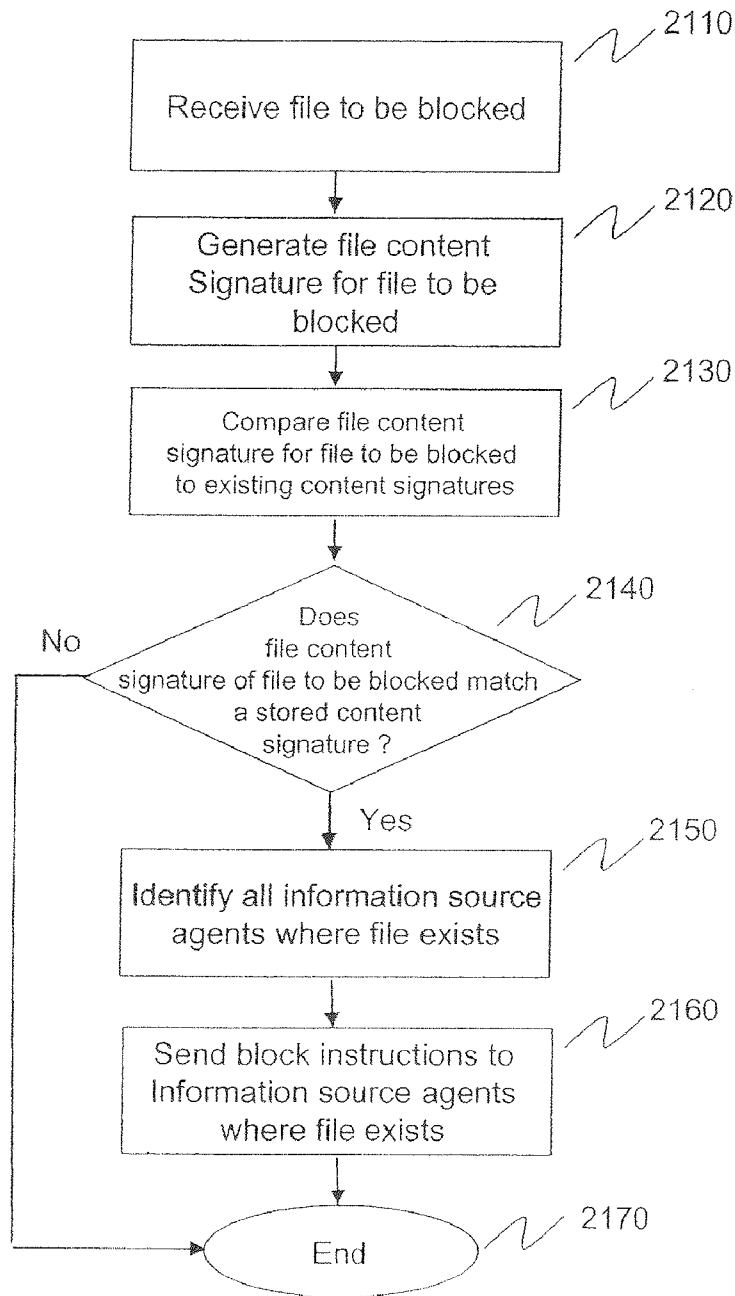 2110
Receive file to be blocked
2120
Generate file content
Signature for file to be
blocked
2130
Compare file content
signature for file to be blocked
to existing content signatures
2140
No
Does
file content
signature of file to be blocked match
a stored content
signature ?
Yes
2150
Identify all information source
agents where file exists
2160
Send block instructions to
Information source agents
where file exists
2170
End